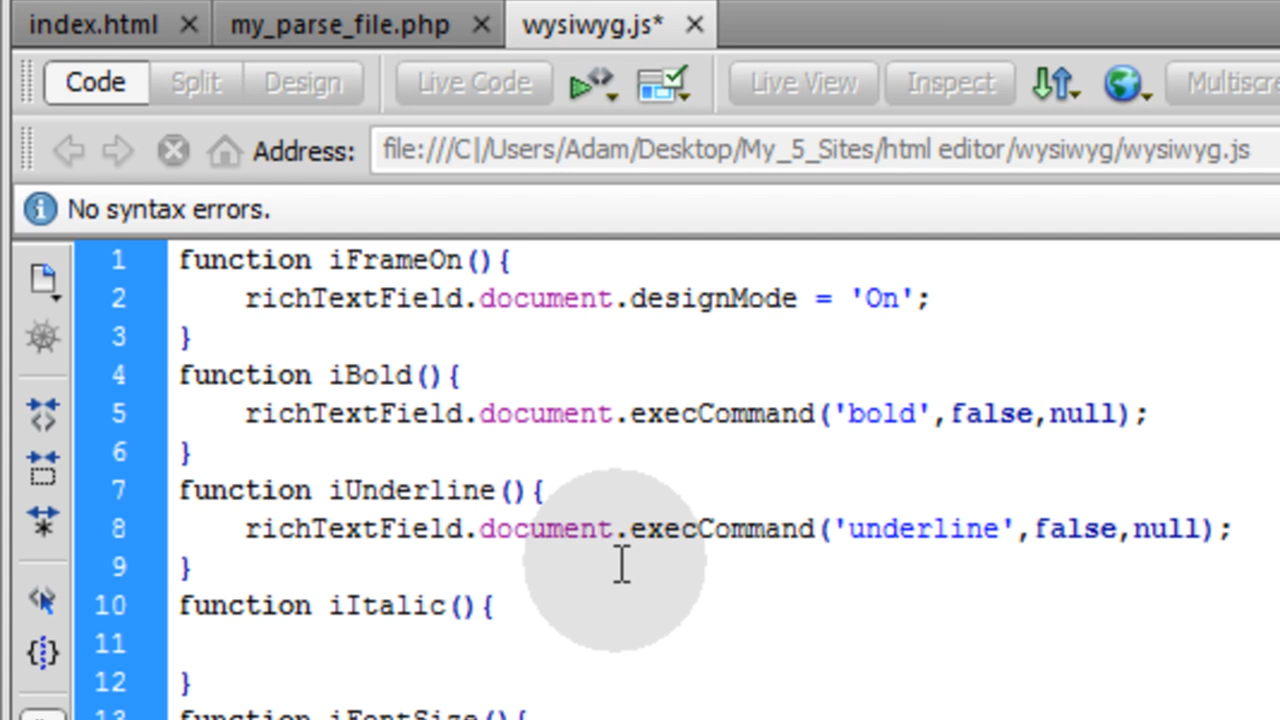 index.html my_parse_file.php wysiwyg.js*
Code Split Design Live Code Live View Inspect
Address: file:///C|/Users/Adam/Desktop/My_5_Sites/html editor/wysiwyg/wysiwyg.js
No syntax errors.
1 function iFrameOn(){
2 richTextField.document.designMode = 'On';
3 }
4 function iBold(){
5 richTextField.document.execCommand('bold',false,null);
6 }
7 function iUnderline(){
8 richTextField.document.execCommand('underline',false,null);
9 }
10 function iItalic(){
11
12 }
13 function iFontSize(){